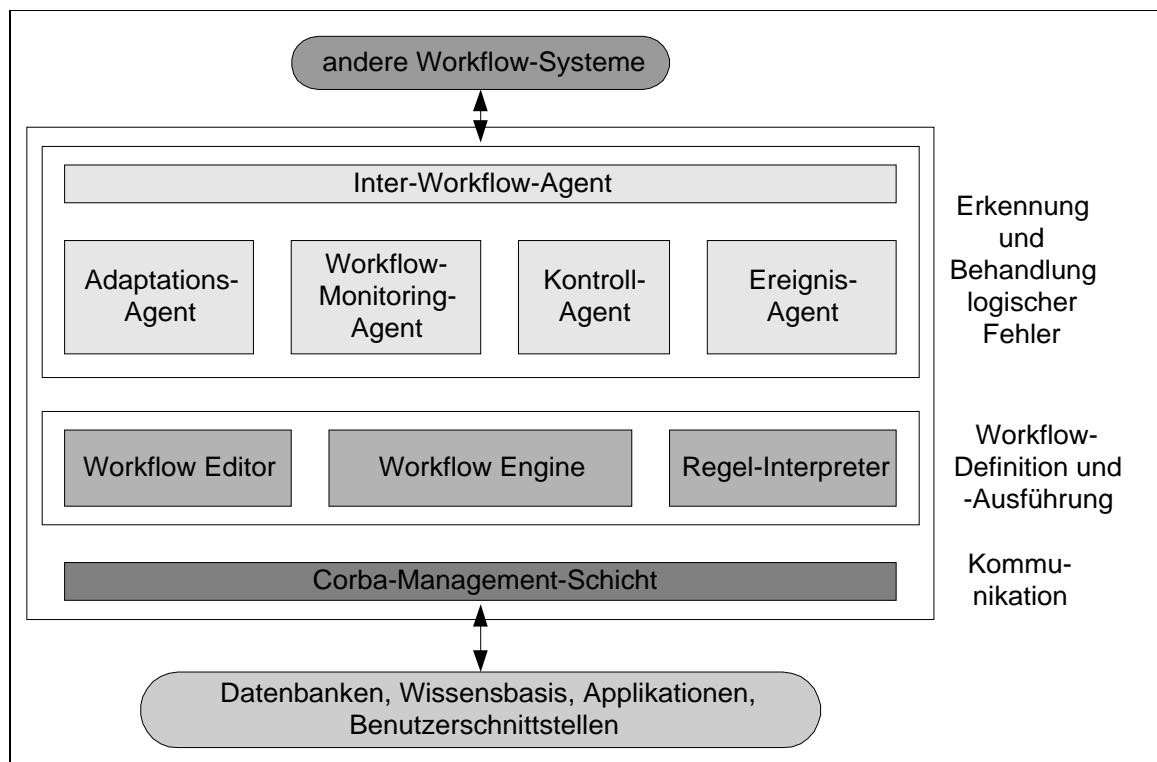 andere Workflow-Systeme
Inter-Workflow-Agent
Adaptations-
Agent
Workflow-
Monitoring-
Agent
Kontroll-
Agent
Ereignis-
Agent
Erkennung
und
Behandlung
logischer
Fehler
Workflow Editor
Workflow Engine
Regel-Interpreter
Workflow-
Definition und
-Ausführung
Corba-Management-Schicht
Kommu-
nikation
Datenbanken, Wissensbasis, Applikationen,
Benutzerschnittstellen